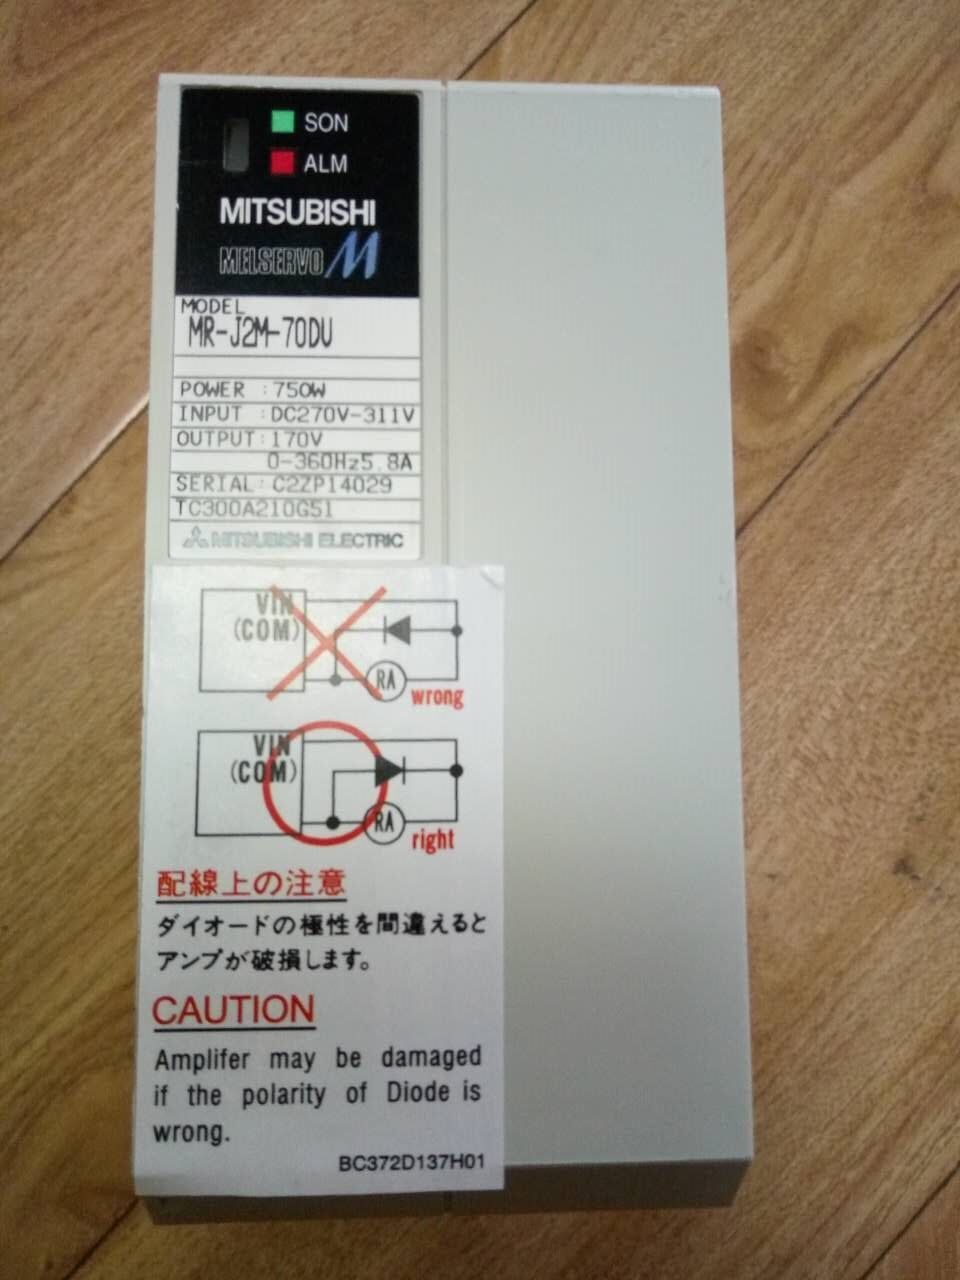 SON
ALM
MITSUBISHI
MELSERVO M
MODEL
MR-J2M-70DU
POWER : 750W
INPUT : DC270V-311V
OUTPUT: 170V
0-360Hz5.8A
SERIAL: C2ZP14029
TC300A210G51
MITSUBISHI ELECTRIC
VIN
(COM)
RA
wrong
VIN
(COM)
RA
right
配線上の注意
ダイオードの極性を間違えると
アンプが破損します。
CAUTION
Amplifer may be damaged
if the polarity of Diode is
wrong.
BC372D137H01